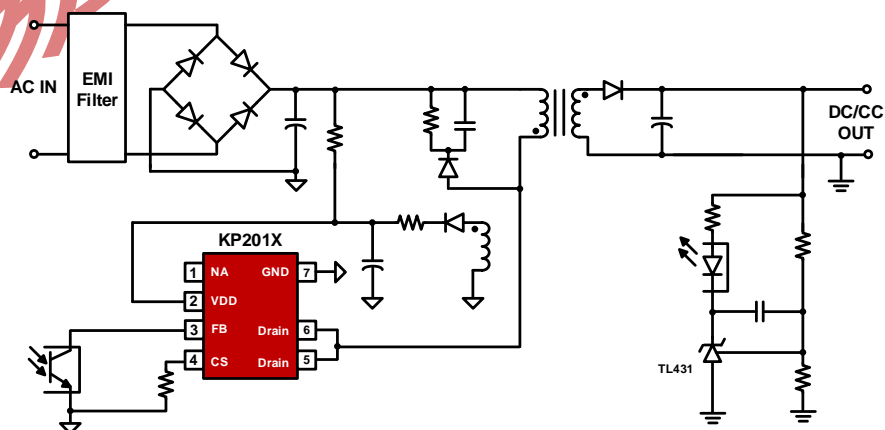 AC IN
EMI
Filter
DC/CC
OUT
KP201X
1 NA GND 7
2 VDD
3 FB Drain 6
4 CS Drain 5
TL431